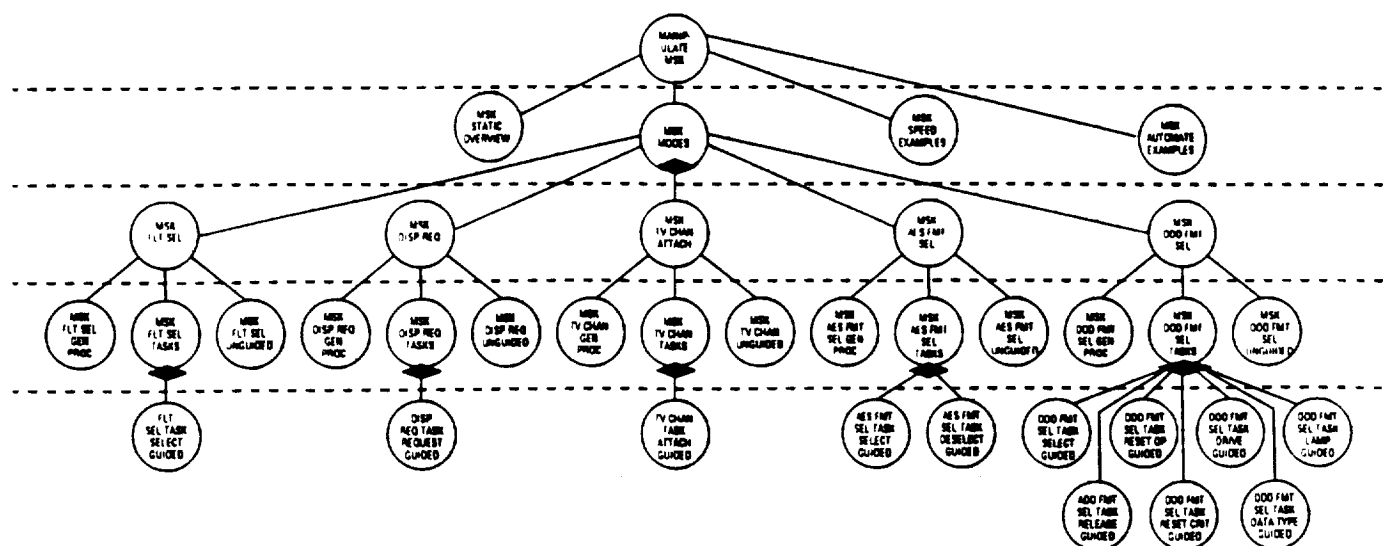 MANIP
ULATE
MSK
MSK
STATIC
OVERVIEW
MSK
MODES
MSK
SPEED
EXAMPLES
MSK
AUTOMATE
EXAMPLES
MSK
FLT SEL
MSK
DISP REQ
MSK
TV CHAN
ATTACH
MSK
AES FMT
SEL
MSK
DDD FMT
SEL
MSK
FLT SEL
GEN
PROC
MSK
FLT SEL
TASKS
MSK
FLT SEL
UNGUIDED
MSK
DISP REQ
GEN
PROC
MSK
DISP REQ
TASKS
MSK
DISP REQ
UNGUIDED
MSK
TV CHAN
GEN
PROC
MSK
TV CHAN
TASKS
MSK
TV CHAN
UNGUIDED
MSK
AES FMT
SEL GEN
PROC
MSK
AES FMT
SEL
TASKS
MSK
AES FMT
SEL
UNGUIDED
MSK
DDD FMT
SEL GEN
PROC
MSK
DDD FMT
SEL
TASKS
MSK
DDD FMT
SEL
UNGUIDED
FLT
SEL TASK
SELECT
GUIDED
DISP
REQ TASK
REQUEST
GUIDED
TV CHAN
TASK
ATTACH
GUIDED
AES FMT
SEL TASK
SELECT
GUIDED
AES FMT
SEL TASK
DESELECT
GUIDED
DDD FMT
SEL TASK
SELECT
GUIDED
DDD FMT
SEL TASK
RESET OP
GUIDED
DDD FMT
SEL TASK
DRIVE
GUIDED
DDD FMT
SEL TASK
LAMP
GUIDED
ADD FMT
SEL TASK
RELEASE
GUIDED
DDD FMT
SEL TASK
RESET CRIT
GUIDED
DDD FMT
SEL TASK
DATA TYPE
GUIDED